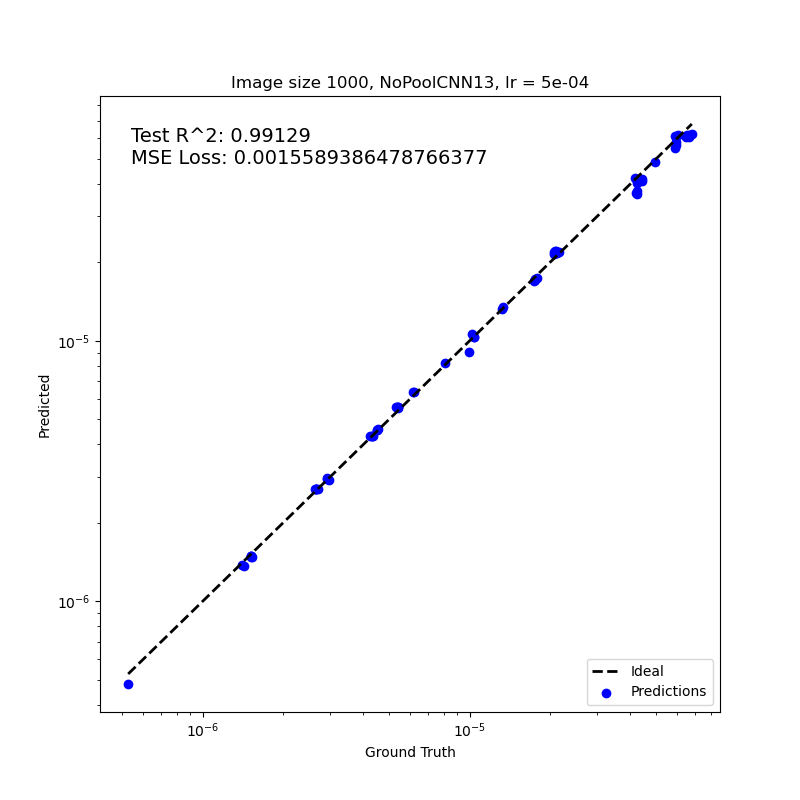 Image size 1000, NoPoolCNN13, lr = 5e-04
Test R^2: 0.99129
MSE Loss: 0.0015589386478766377
Predicted
10⁻⁵
10⁻⁶
Ideal
Predictions
10⁻⁶
10⁻⁵
Ground Truth